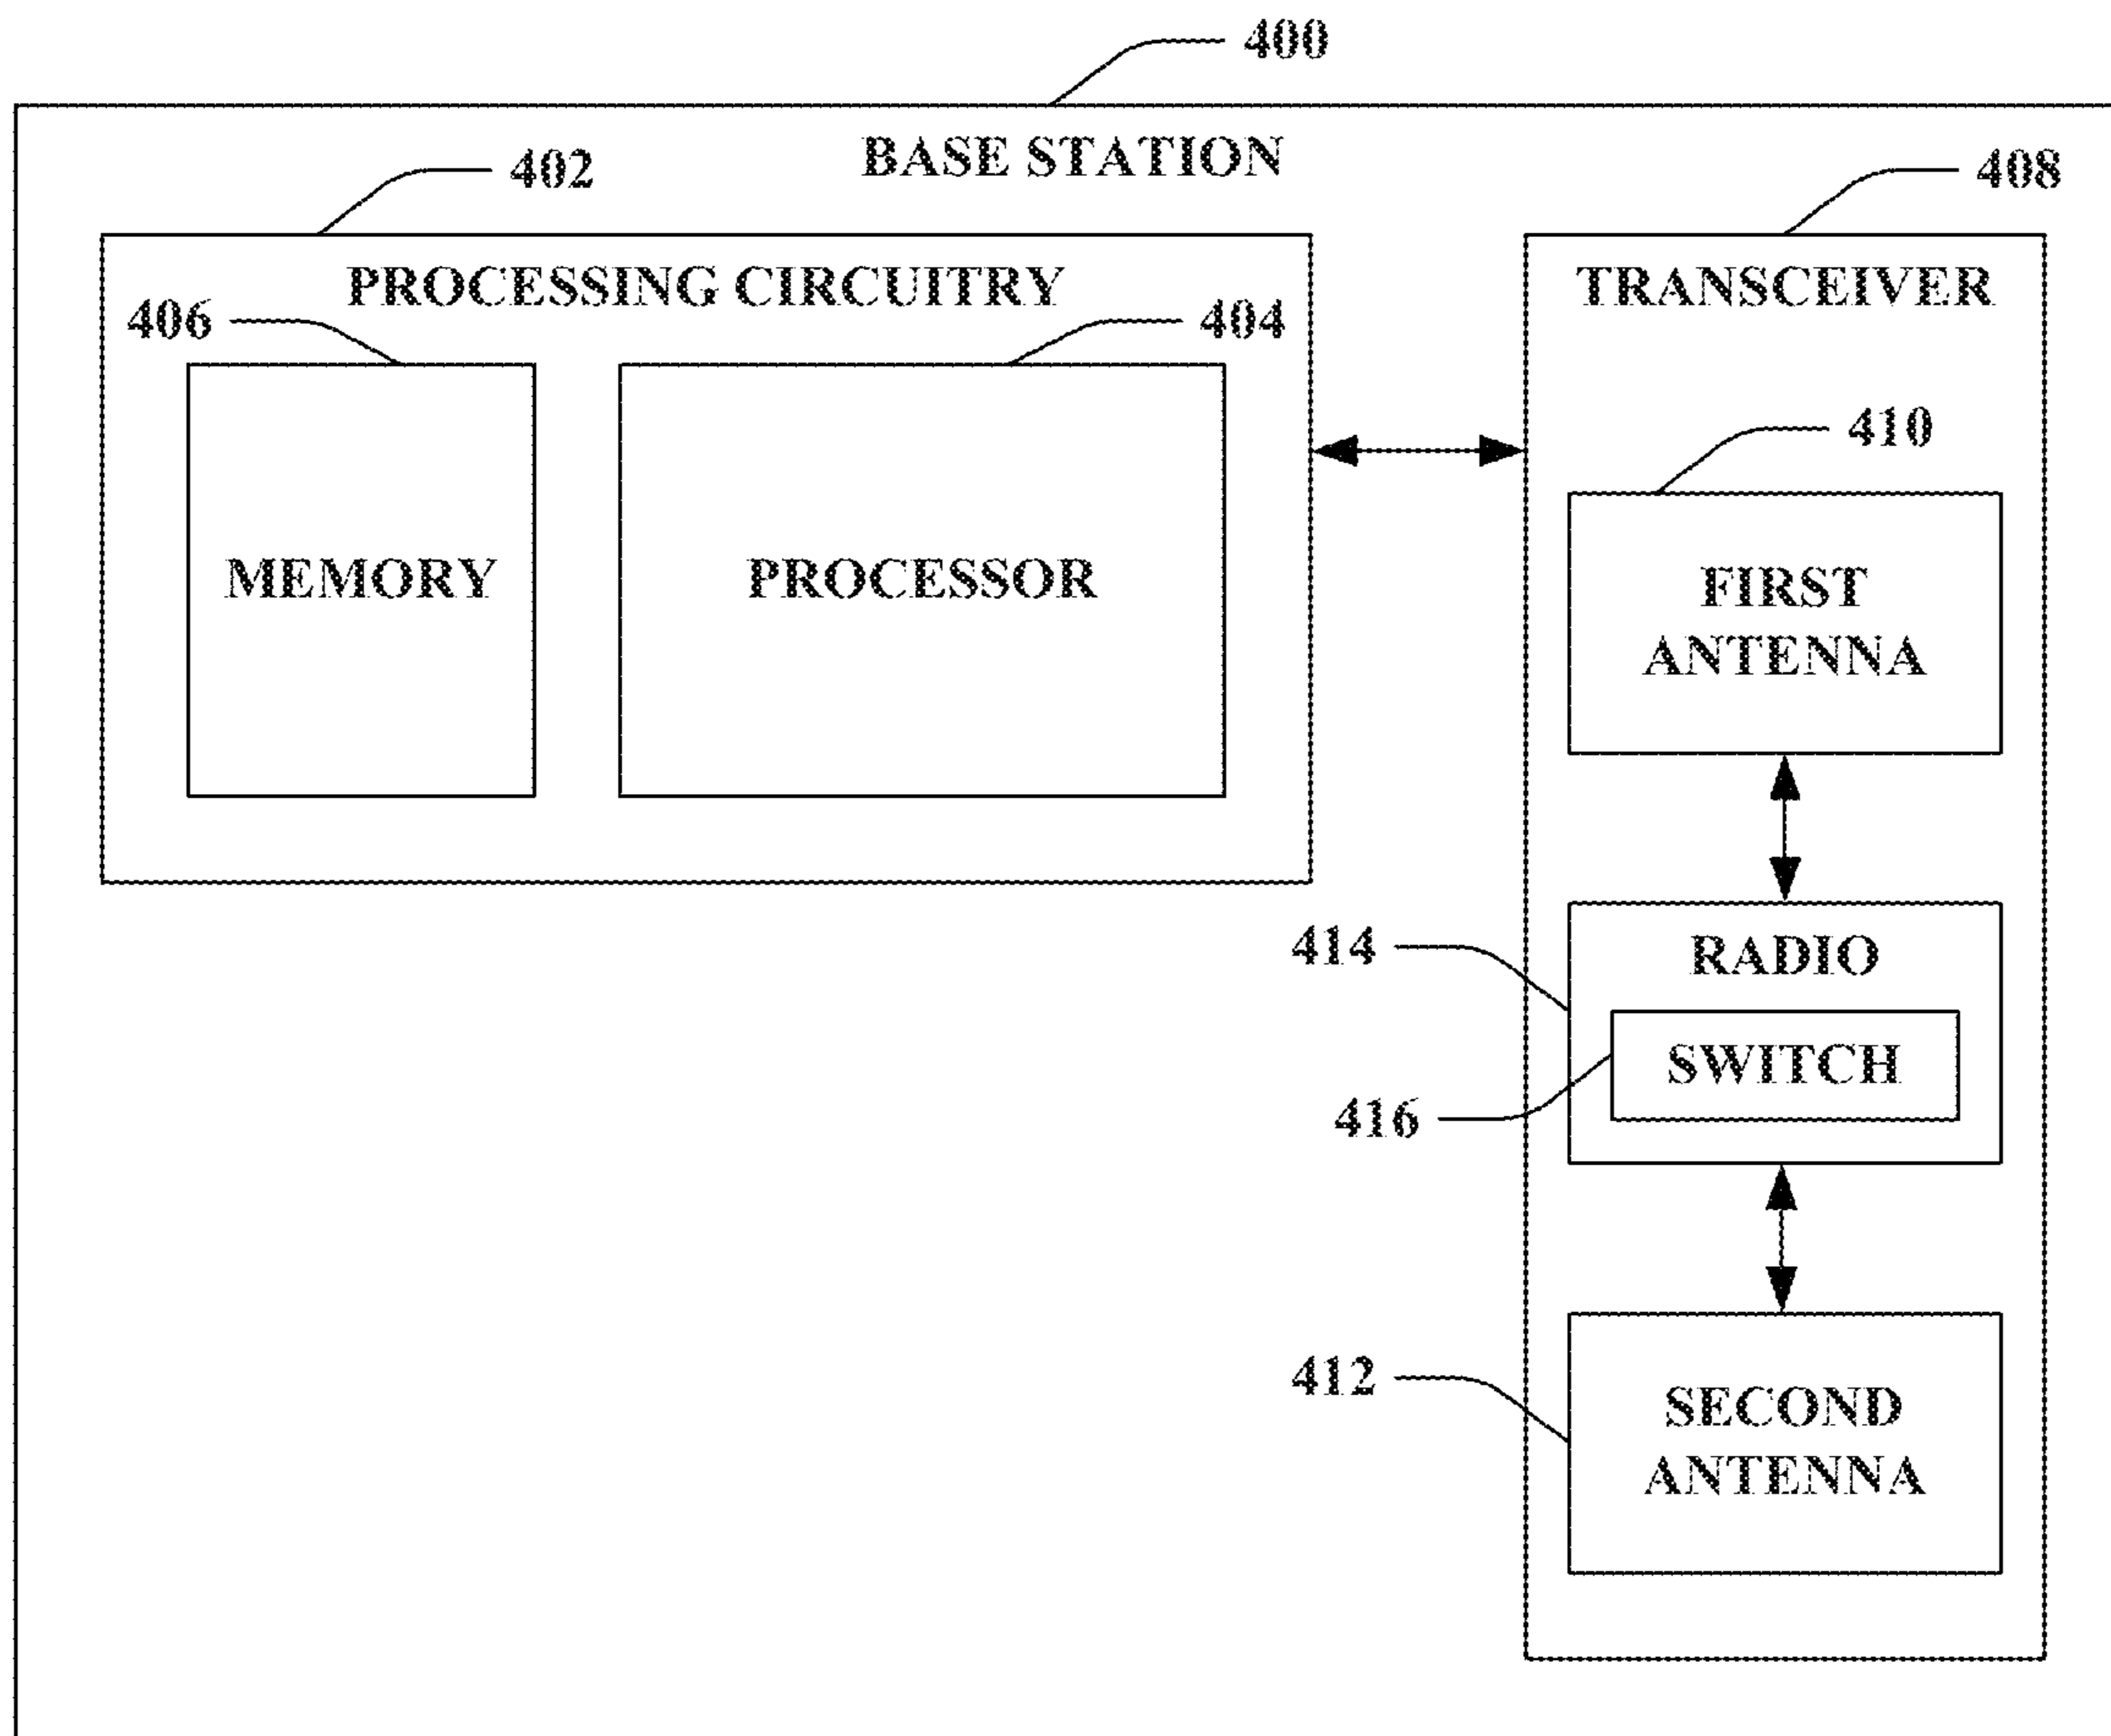 400
BASE STATION
402
408
PROCESSING CIRCUITRY
TRANSCEIVER
406
404
410
MEMORY
PROCESSOR
FIRST
ANTENNA
414
RADIO
SWITCH
416
412
SECOND
ANTENNA